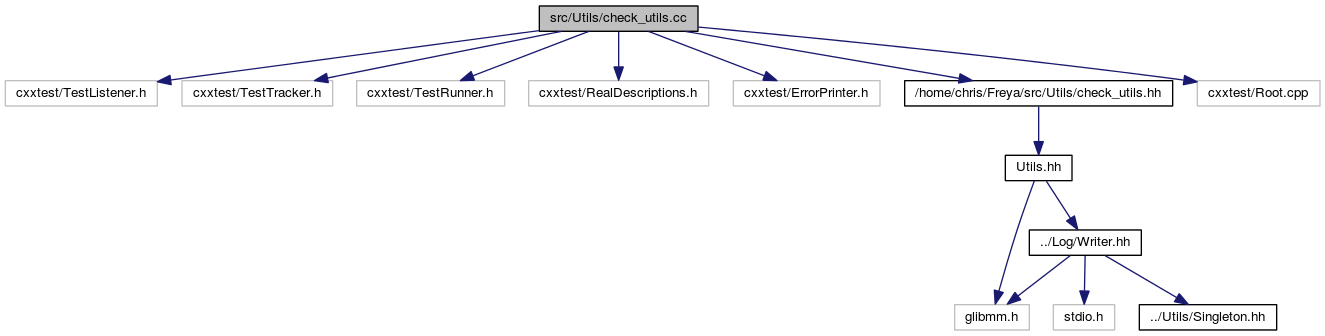 src/Utils/check_utils.cc
cxxtest/TestListener.h
cxxtest/TestTracker.h
cxxtest/TestRunner.h
cxxtest/RealDescriptions.h
cxxtest/ErrorPrinter.h
/home/chris/Freya/src/Utils/check_utils.hh
cxxtest/Root.cpp
Utils.hh
../Log/Writer.hh
glibmm.h
stdio.h
../Utils/Singleton.hh